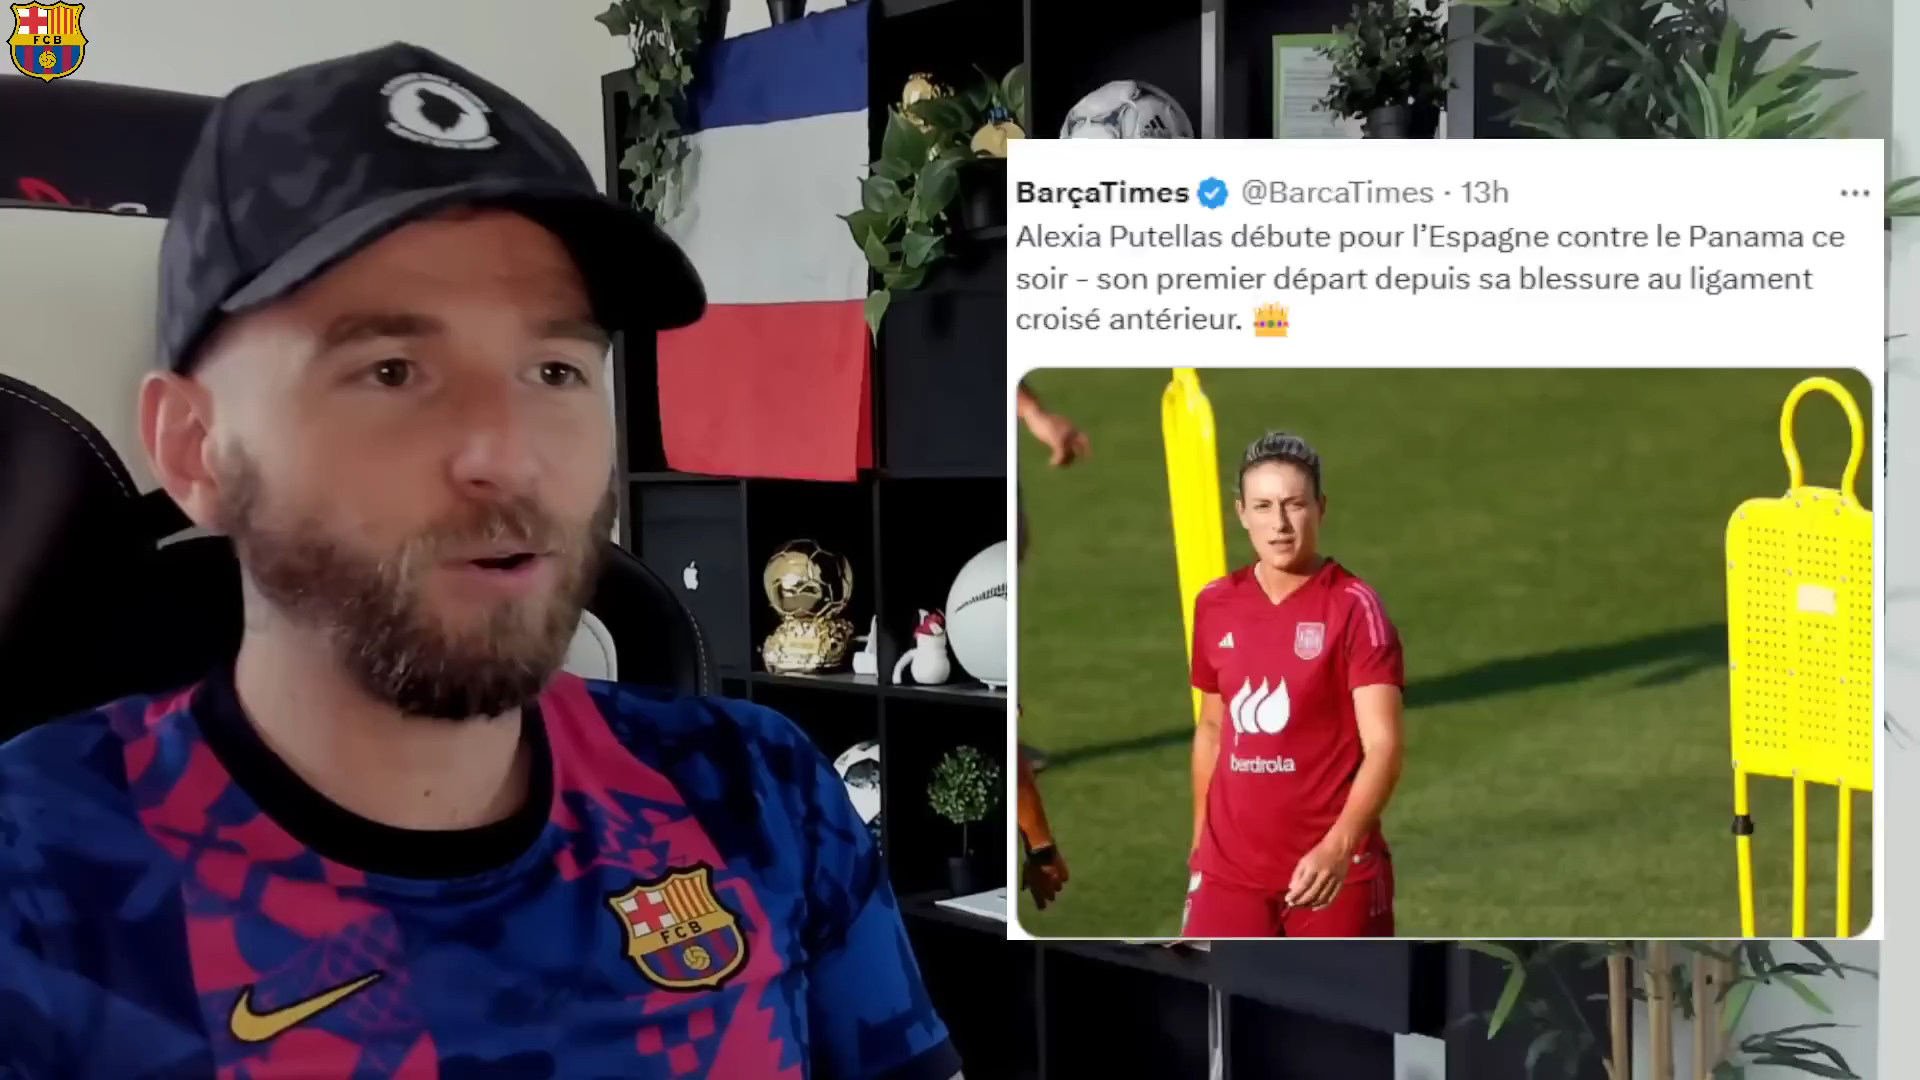 FCB
BarçaTimes @BarcaTimes · 13h
Alexia Putellas débute pour l’Espagne contre le Panama ce
soir - son premier départ depuis sa blessure au ligament
croisé antérieur.
Iberdrola
FCB